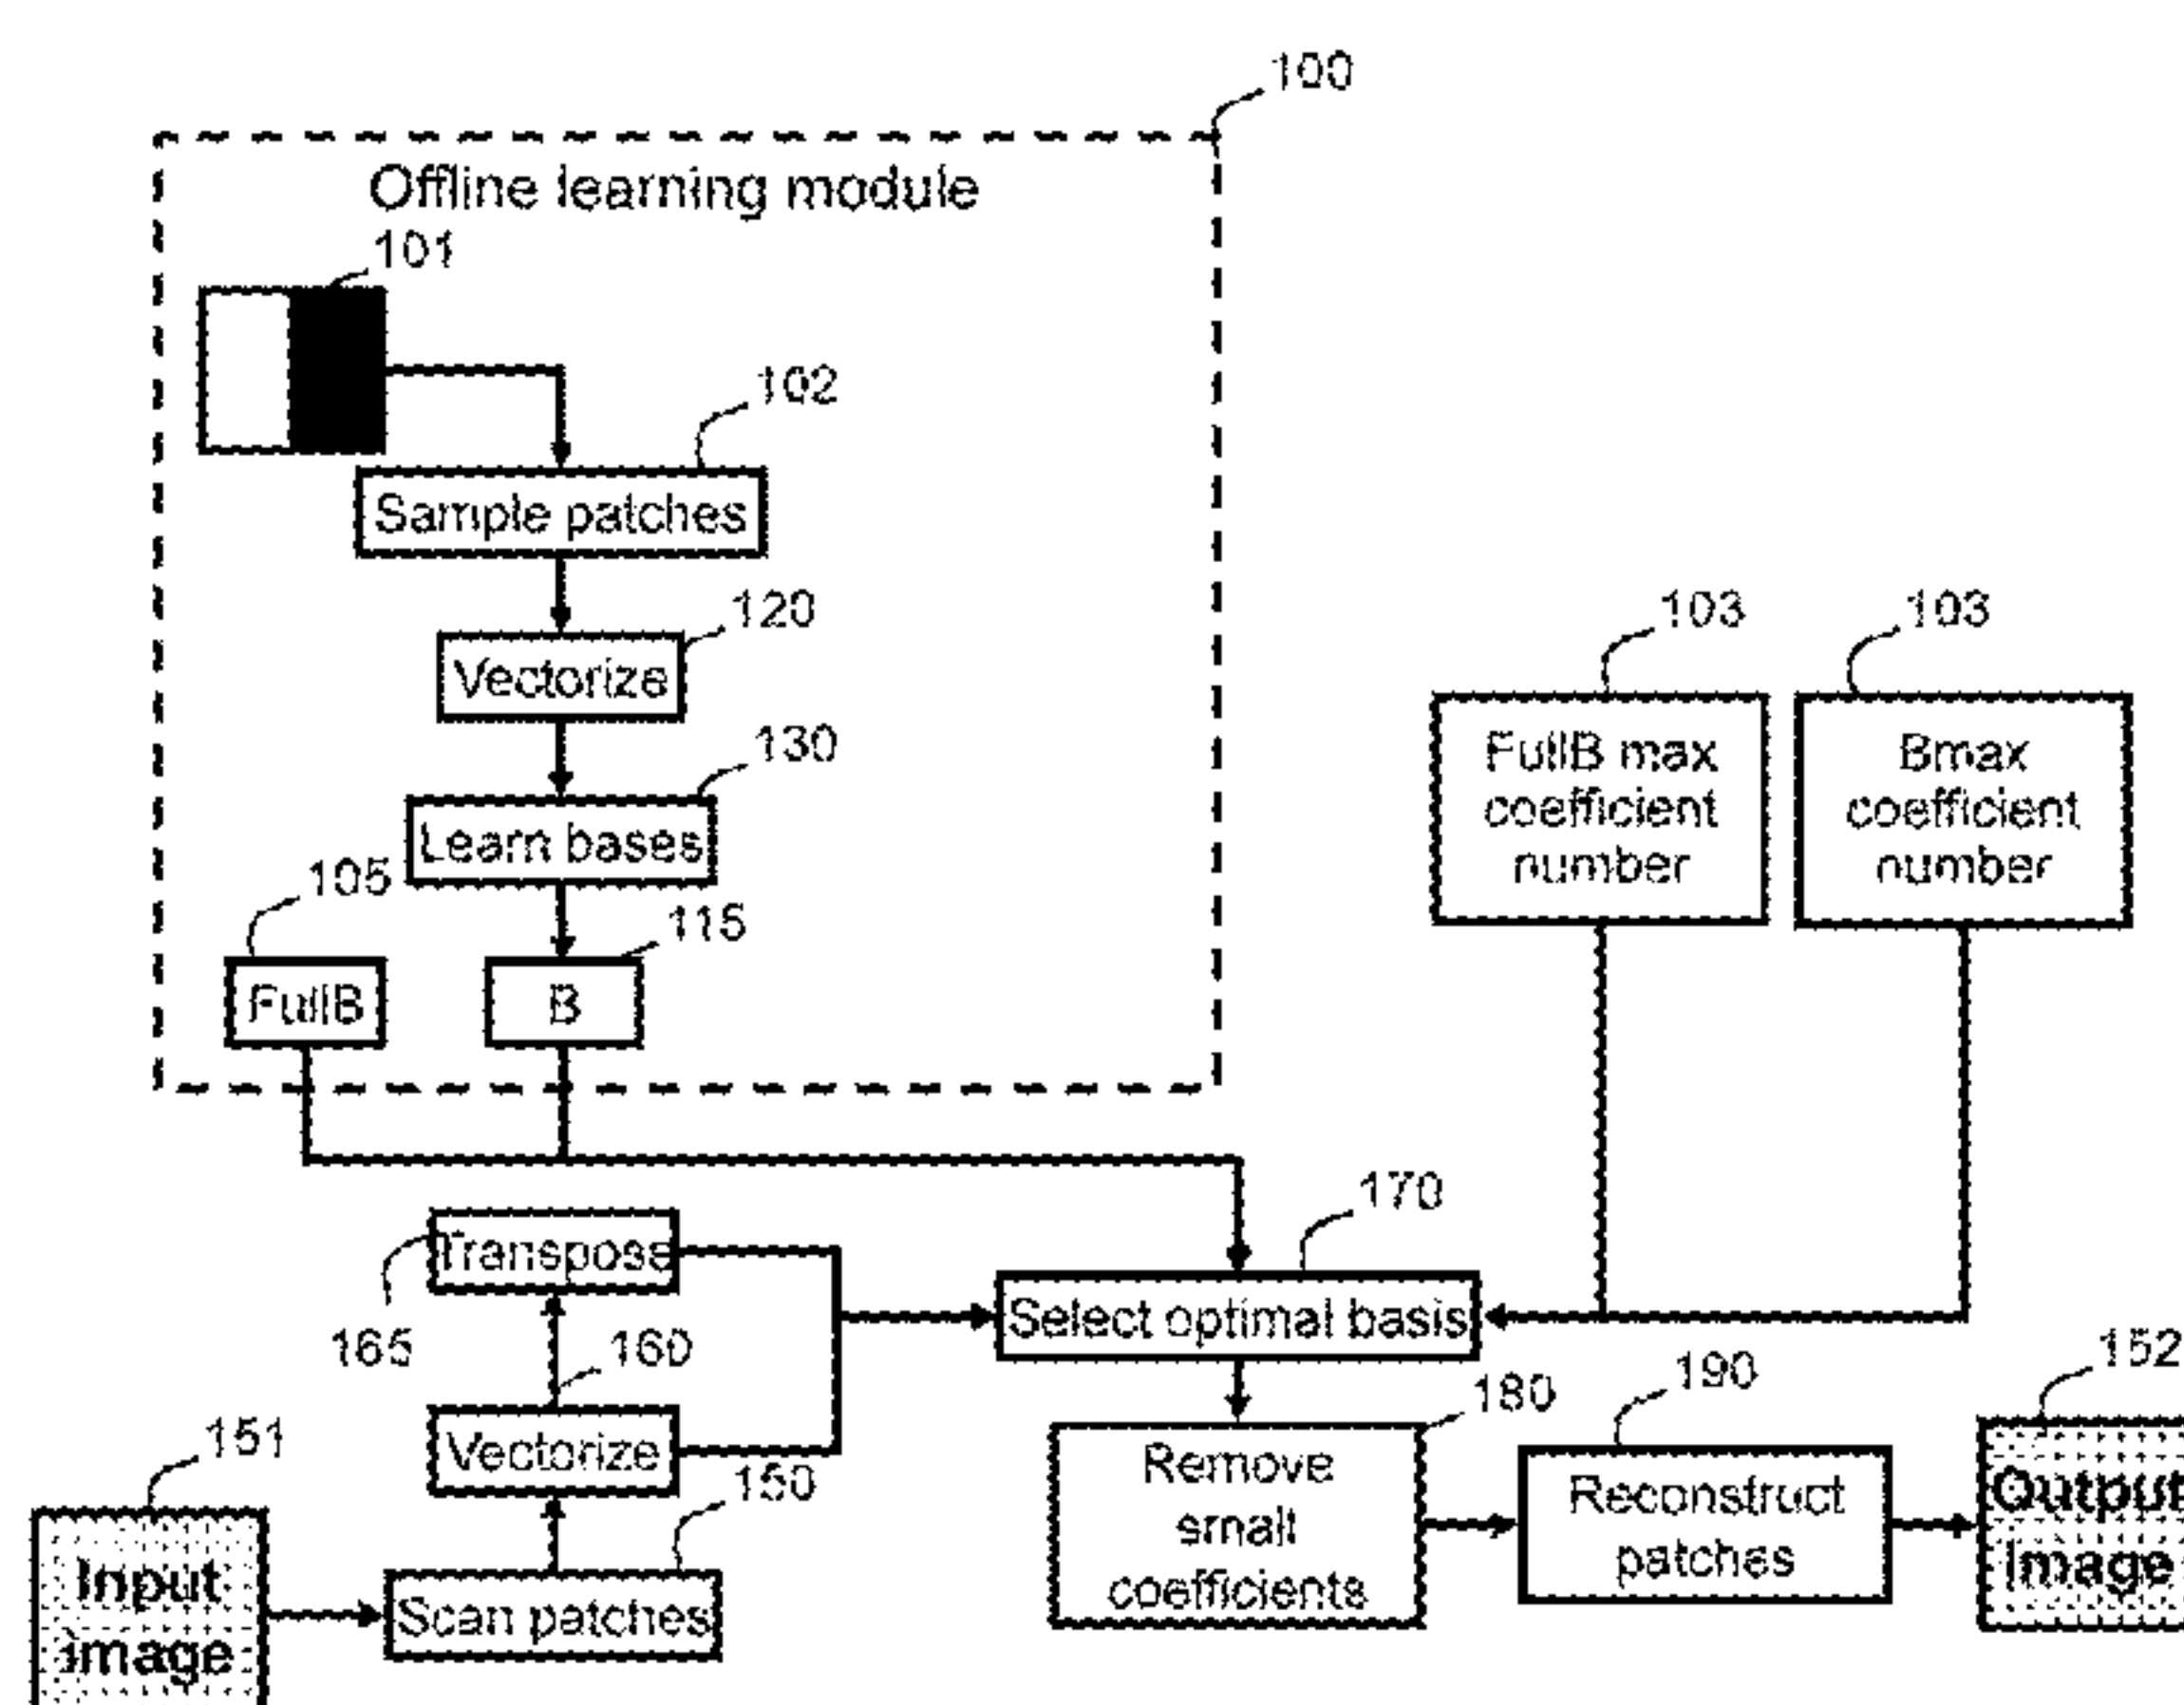 100
Offline learning module
101
102
Sample patches
120
Vectorize
130
Learn bases
105
115
FullB
B
103
103
FullB max
coefficient
number
Bmax
coefficient
number
170
Transpose
165
160
Select optimal basis
151
Vectorize
150
180
190
152
Input
image
Scan patches
Remove
small
coefficients
Reconstruct
patches
Output
image